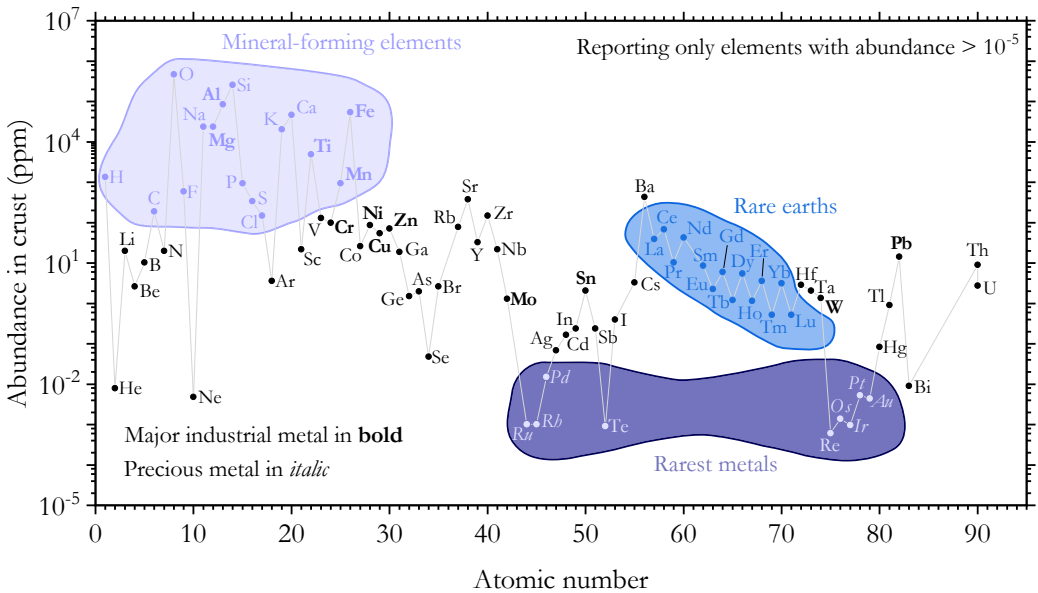 10⁷
Mineral-forming elements
Reporting only elements with abundance > 10⁻⁵
O
Al
Si
Na
Mg
K
Ca
Fe
10⁴
Ti
H
P
Mn
C
F
S
Cl
Li
N
B
Be
V
Cr
Ni
Zn
Co
Cu
Ga
Sc
Ar
Ge
As
Br
Se
Rb
Sr
Y
Zr
Nb
Mo
Ba
Rare earths
Ce
Nd
Gd
Er
La
Pr
Sm
Dy
Yb
Eu
Tb
Ho
Tm
Lu
Hf
Ta
W
Pb
Th
U
10¹
Sn
Cs
In
Ag
Cd
Sb
I
Tl
Hg
Bi
Abundance in crust (ppm)
10⁻²
He
Ne
Pd
Ru
Rh
Te
Pt
Os
Au
Ir
Re
Major industrial metal in bold
Precious metal in italic
Rarest metals
10⁻⁵
0 10 20 30 40 50 60 70 80 90
Atomic number